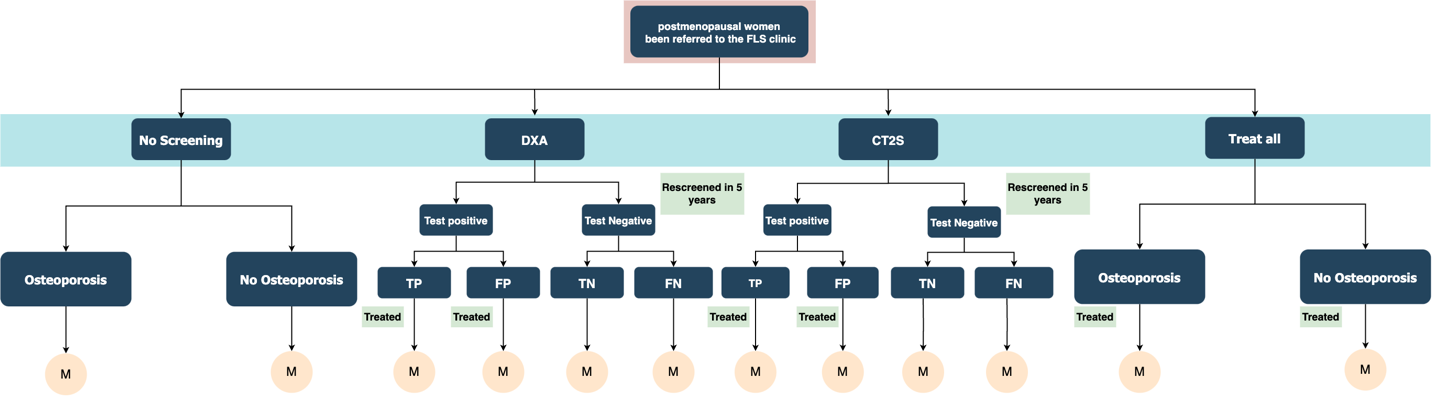 postmenopausal women
been referred to the FLS clinic
No Screening
DXA
CT2S
Treat all
Rescreened in 5
years
Rescreened in 5
years
Test positive
Test Negative
Test positive
Test Negative
Osteoporosis
No Osteoporosis
TP
FP
TN
FN
TP
FP
TN
FN
Osteoporosis
No Osteoporosis
Treated
Treated
Treated
Treated
Treated
Treated
M
M
M
M
M
M
M
M
M
M
M
M